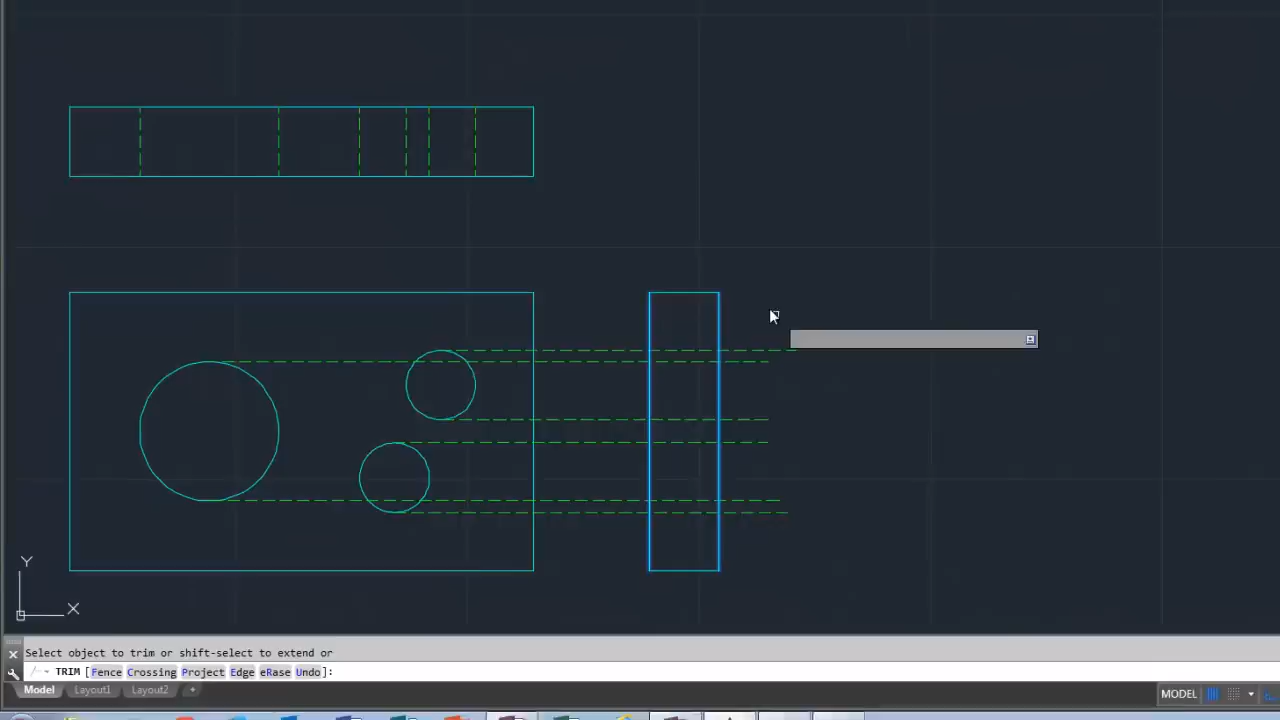 Y
X
Select object to trim or shift-select to extend or
TRIM [Fence Crossing Project Edge eRase Undo]:
Model Layout1 Layout2 +
MODEL